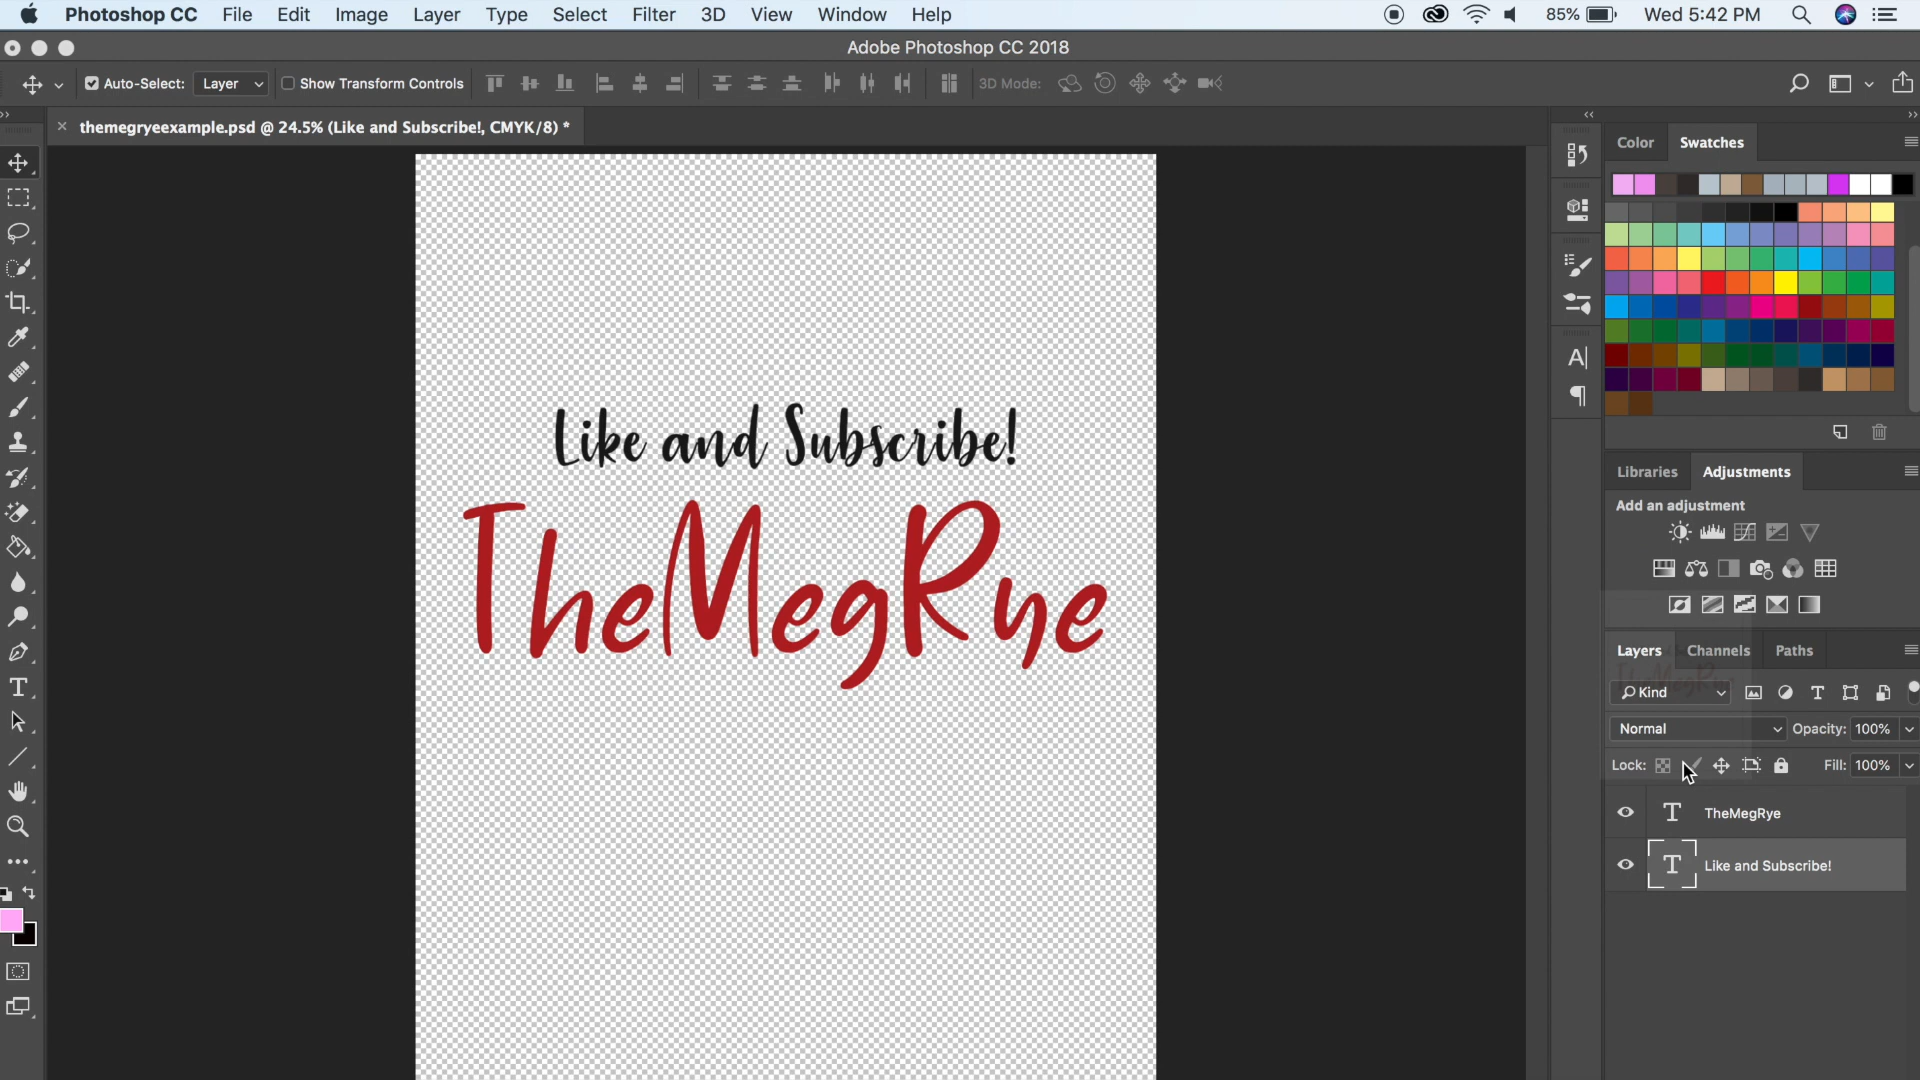 Photoshop CC File Edit Image Layer Type Select Filter 3D View Window Help 85% Wed 5:42 PM
Adobe Photoshop CC 2018
Auto-Select: Layer Show Transform Controls 3D Mode:
themegryeexample.psd @ 24.5% (Like and Subscribe!, CMYK/8) *
Color Swatches
Like and Subscribe!
TheMegRye
Libraries Adjustments
Add an adjustment
Layers Channels Paths
Kind
Normal Opacity: 100%
Lock: Fill: 100%
TheMegRye
Like and Subscribe!